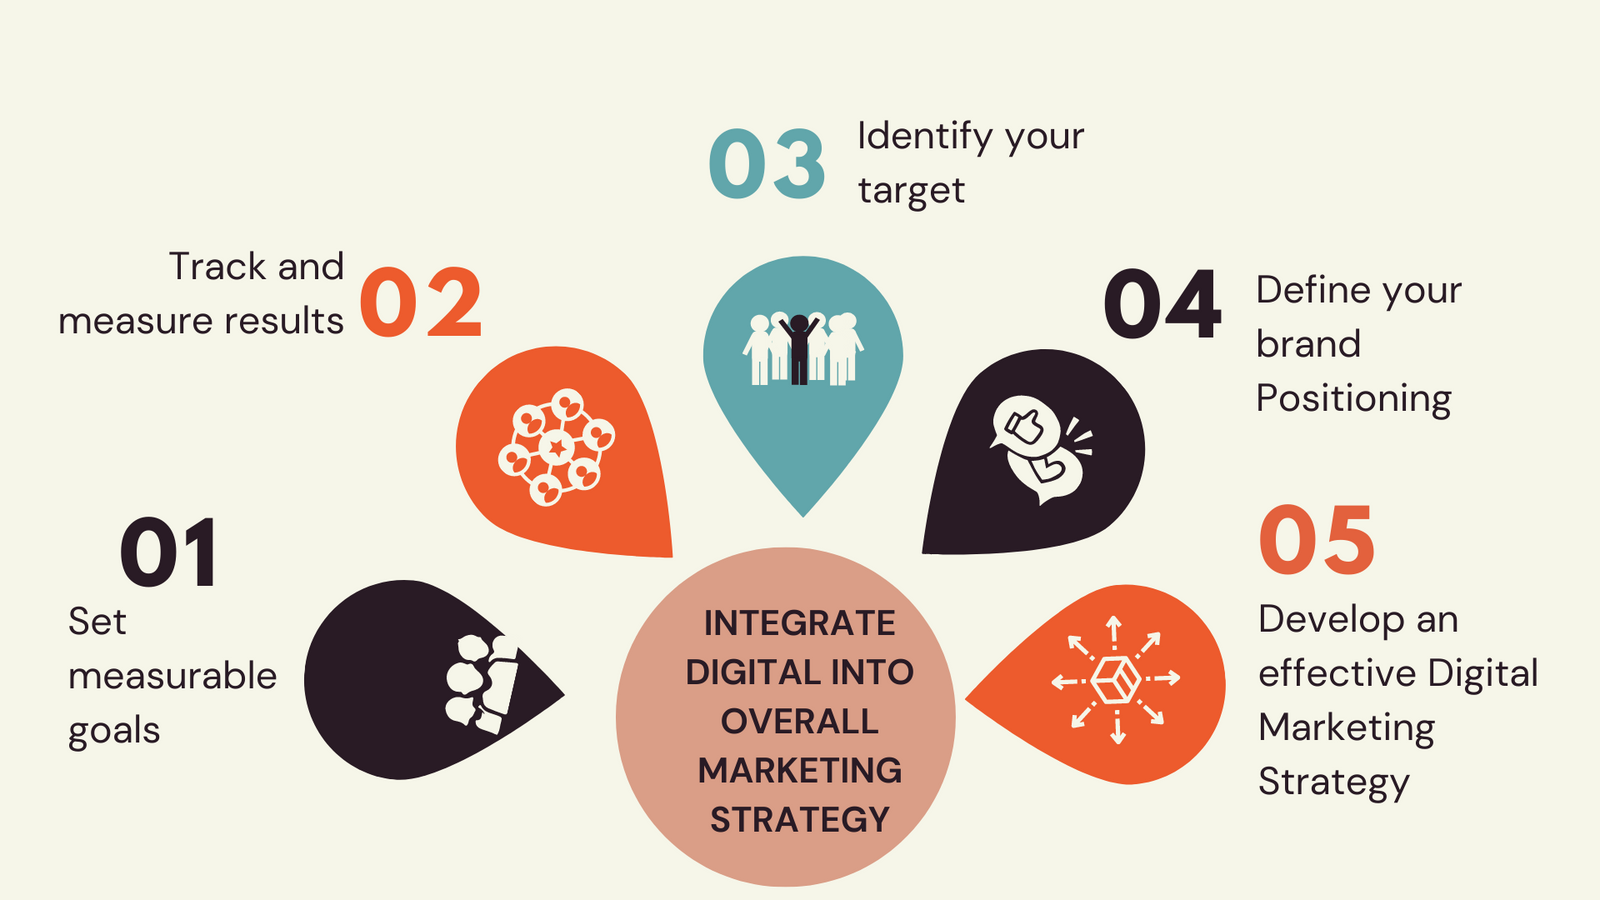 01
Set
measurable
goals
Track and
measure results
02
03
Identify your
target
04
Define your
brand
Positioning
05
Develop an
effective Digital
Marketing
Strategy
INTEGRATE
DIGITAL INTO
OVERALL
MARKETING
STRATEGY